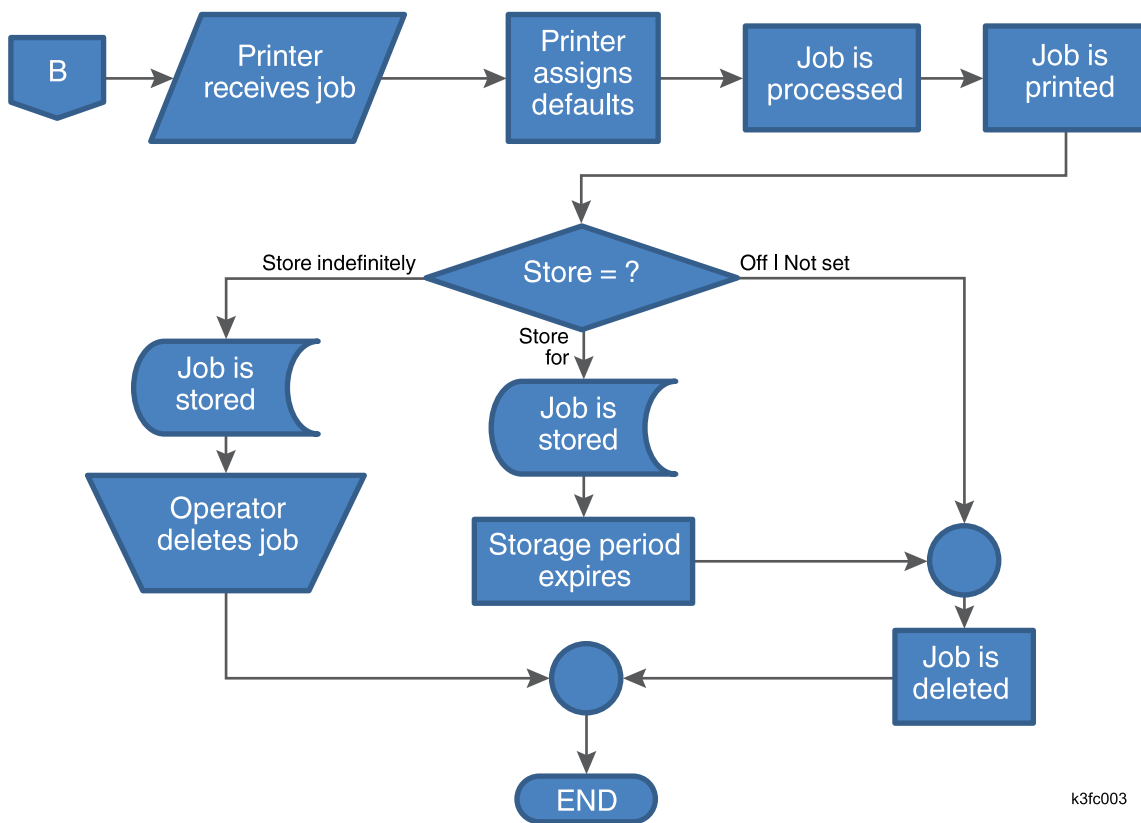 B
Printer
receives job
Printer
assigns
defaults
Job is
processed
Job is
printed
Store indefinitely
Store = ?
Off | Not set
Store
for
Job is
stored
Job is
stored
Operator
deletes job
Storage period
expires
Job is
deleted
END
k3fc003